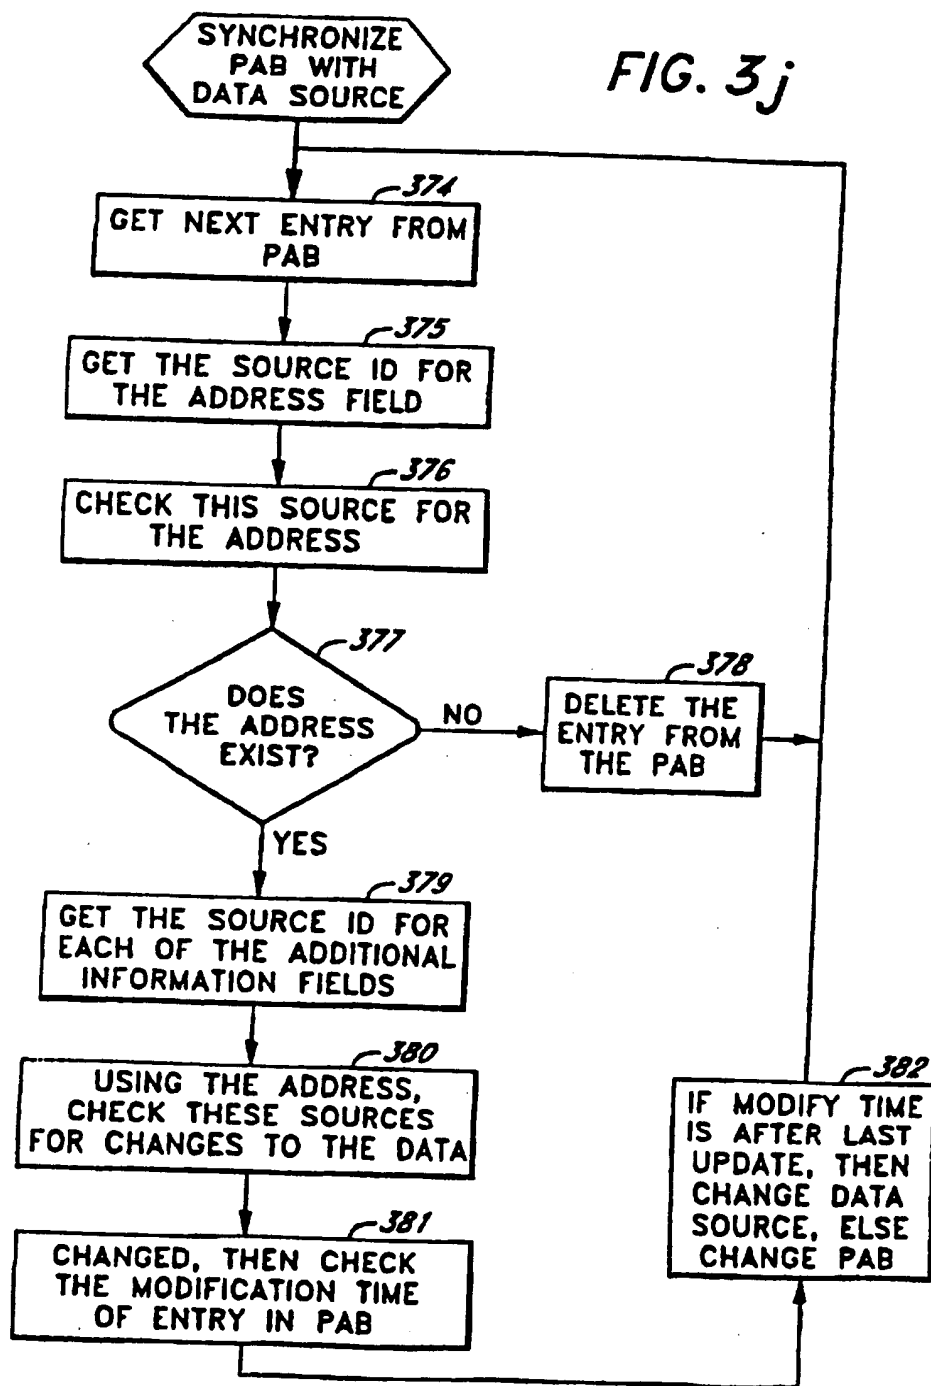 SYNCHRONIZE
PAB WITH
DATA SOURCE
FIG. 3j
374
GET NEXT ENTRY FROM
PAB
375
GET THE SOURCE ID FOR
THE ADDRESS FIELD
376
CHECK THIS SOURCE FOR
THE ADDRESS
377
DOES
THE ADDRESS
EXIST?
NO
378
DELETE THE
ENTRY FROM
THE PAB
YES
379
GET THE SOURCE ID FOR
EACH OF THE ADDITIONAL
INFORMATION FIELDS
380
USING THE ADDRESS,
CHECK THESE SOURCES
FOR CHANGES TO THE DATA
381
CHANGED, THEN CHECK
THE MODIFICATION TIME
OF ENTRY IN PAB
382
IF MODIFY TIME
IS AFTER LAST
UPDATE, THEN
CHANGE DATA
SOURCE, ELSE
CHANGE PAB